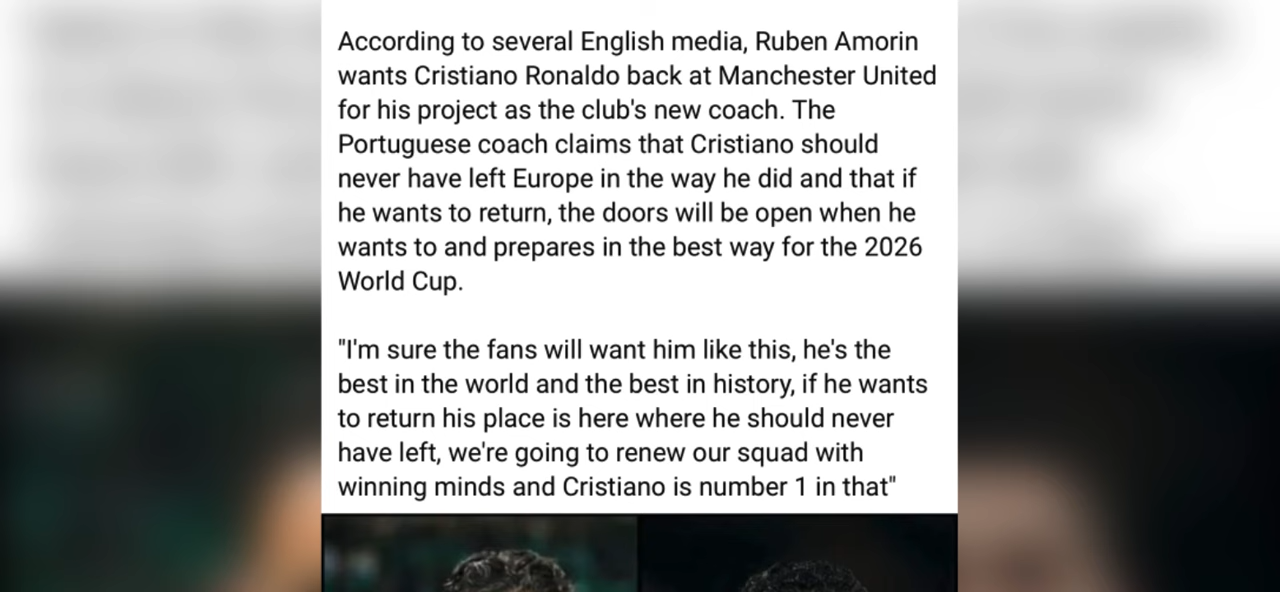 According to several English media, Ruben Amorin
wants Cristiano Ronaldo back at Manchester United
for his project as the club's new coach. The
Portuguese coach claims that Cristiano should
never have left Europe in the way he did and that if
he wants to return, the doors will be open when he
wants to and prepares in the best way for the 2026
World Cup.
"I'm sure the fans will want him like this, he's the
best in the world and the best in history, if he wants
to return his place is here where he should never
have left, we're going to renew our squad with
winning minds and Cristiano is number 1 in that"